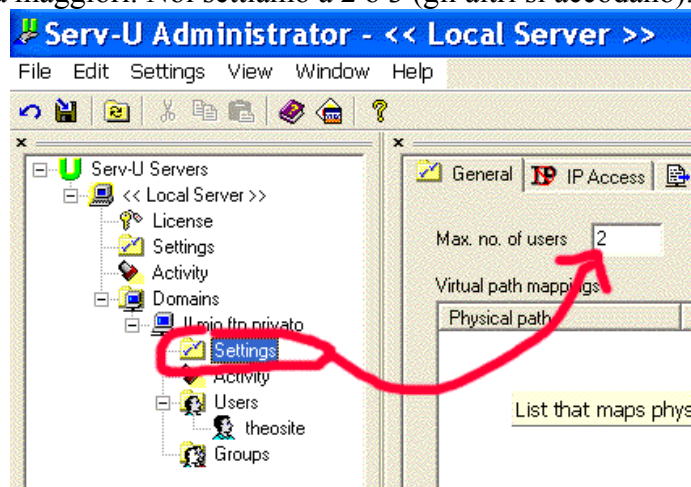 maggiori. Noi settiamo a 2 o 3 (gli altri si accodano).
Serv-U Administrator - << Local Server >>
File Edit Settings View Window Help
Serv-U Servers
<< Local Server >>
License
Settings
Activity
Domains
Il mio ftp privato
Settings
Activity
Users
theosite
Groups
General IP Access
Max. no. of users 2
Virtual path mappings
Physical path
List that maps phys